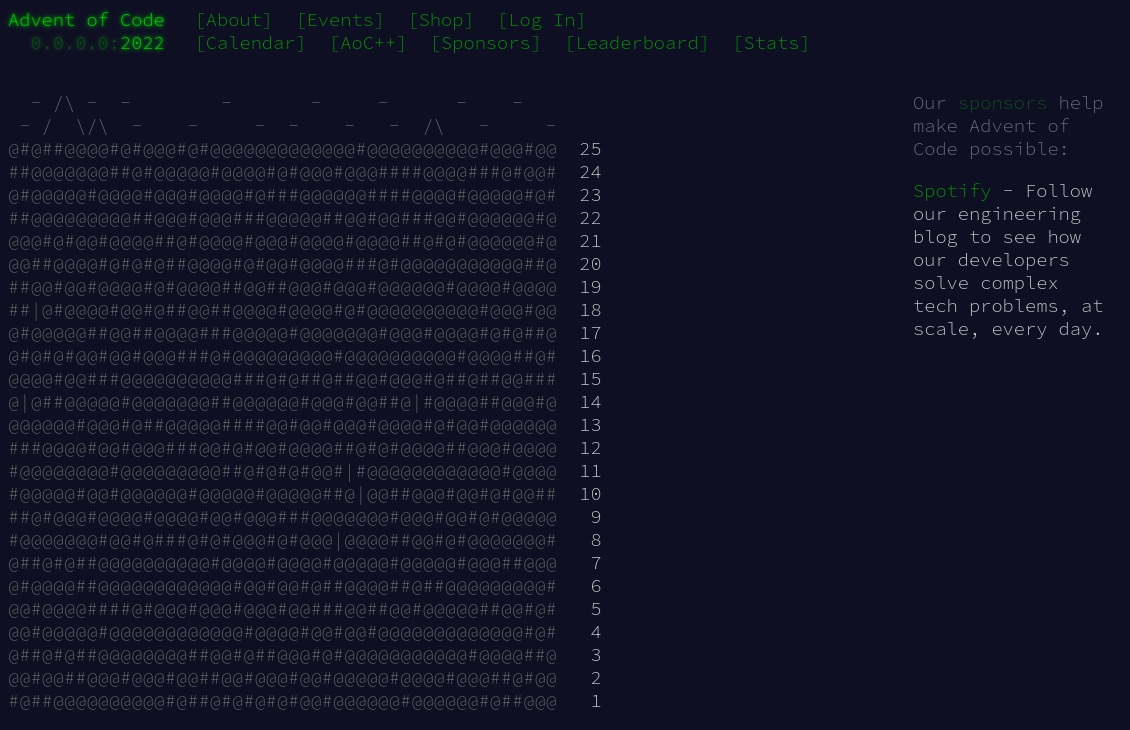 Advent of Code [About] [Events] [Shop] [Log In]
0.0.0.0:2022 [Calendar] [AoC++] [Sponsors] [Leaderboard] [Stats]
25
24
23
22
21
20
19
18
17
16
15
14
13
12
11
10
9
8
7
6
5
4
3
2
1
Our sponsors help
make Advent of
Code possible:
Spotify - Follow
our engineering
blog to see how
our developers
solve complex
tech problems, at
scale, every day.